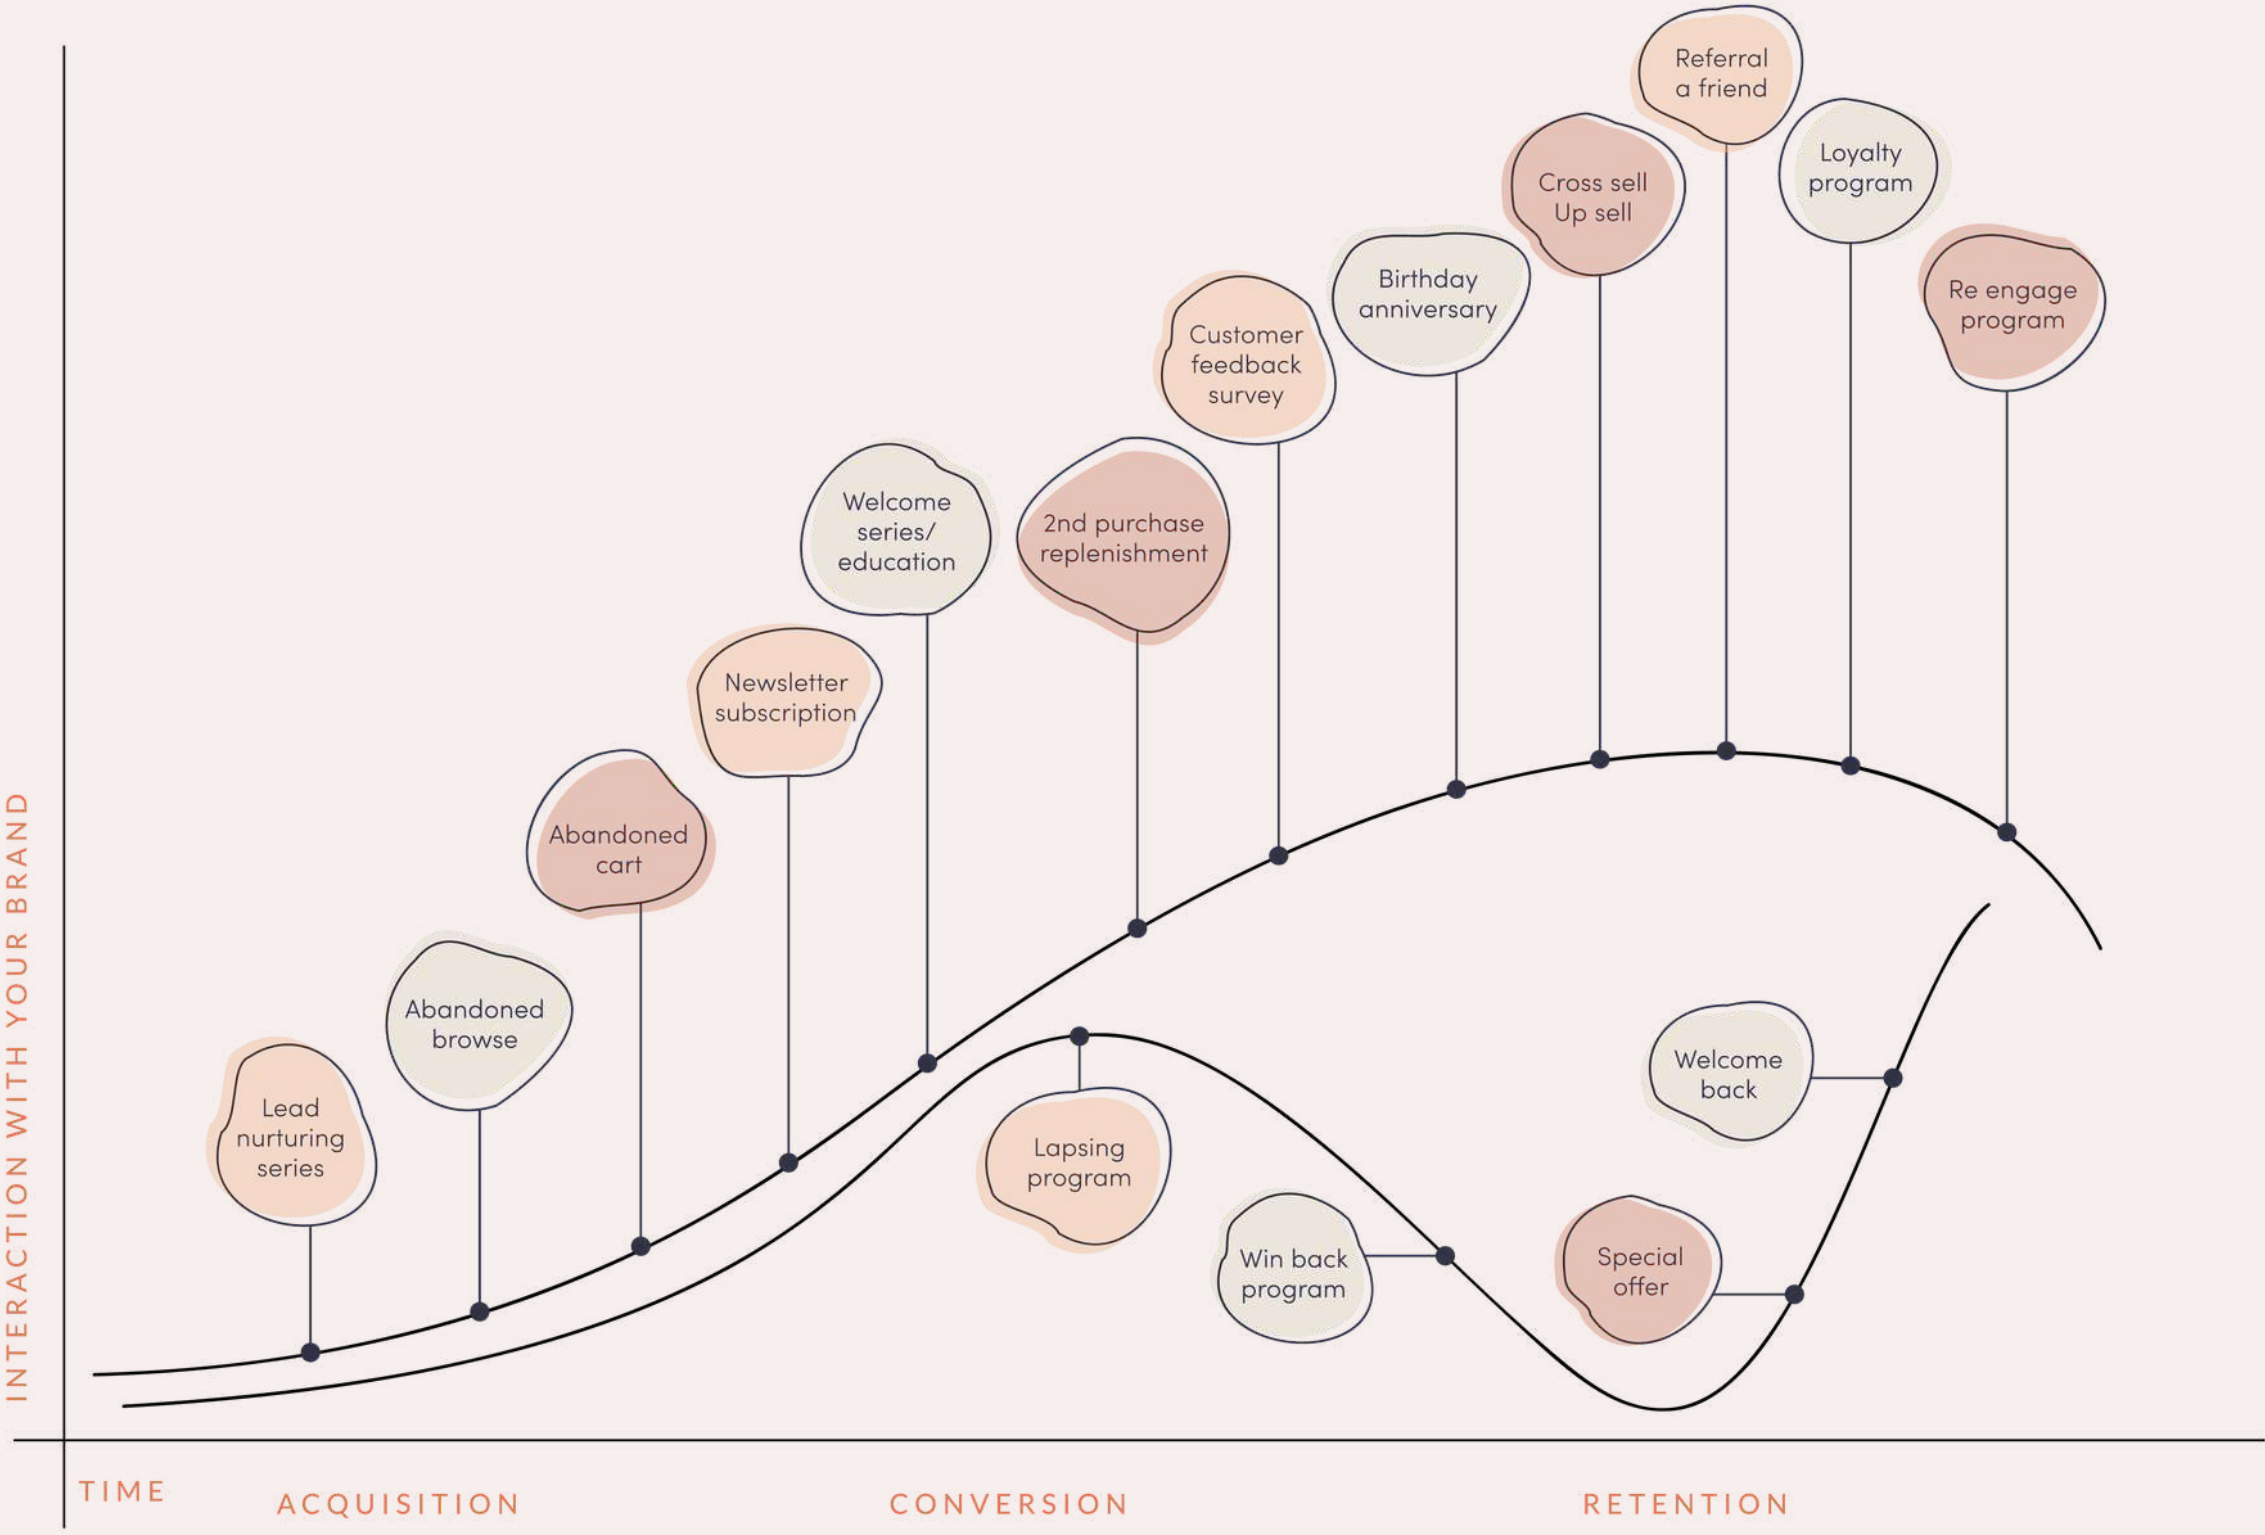 Referral
a friend
Loyalty
program
Cross sell
Up sell
Re engage
program
Birthday
anniversary
Customer
feedback
survey
Welcome
series/
education
2nd purchase
replenishment
Newsletter
subscription
Abandoned
cart
Abandoned
browse
Lead
nurturing
series
Lapsing
program
Win back
program
Special
offer
Welcome
back
INTERACTION WITH YOUR BRAND
TIME
ACQUISITION
CONVERSION
RETENTION